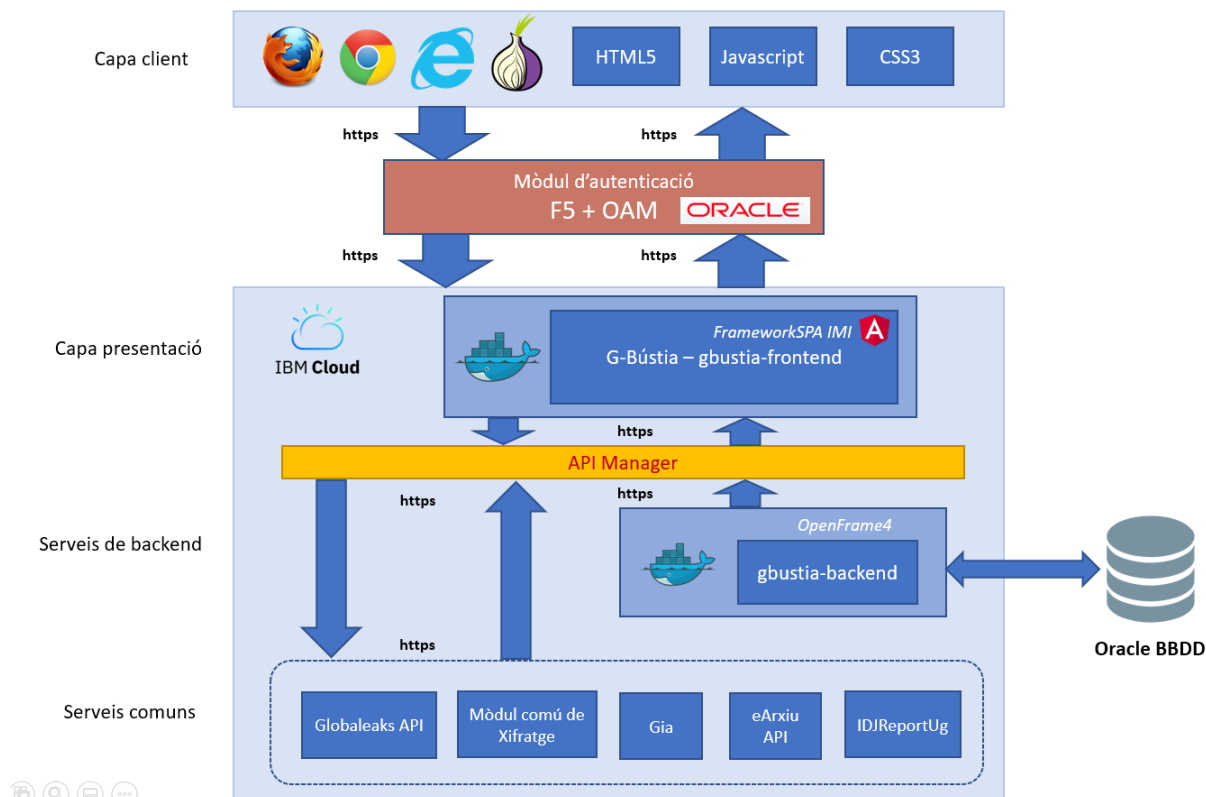 Capa client
HTML5
Javascript
CSS3
https
https
Mòdul d'autenticació
F5 + OAM
ORACLE
https
https
Capa presentació
IBM Cloud
FrameworkSPA IMI
A
G-Bústia – gbustia-frontend
https
API Manager
https
https
Serveis de backend
OpenFrame4
gbustia-backend
Oracle BBDD
https
Serveis comuns
Globaleaks API
Mòdul comú de
Xifratge
Gia
eArxiu
API
IDJReportUg